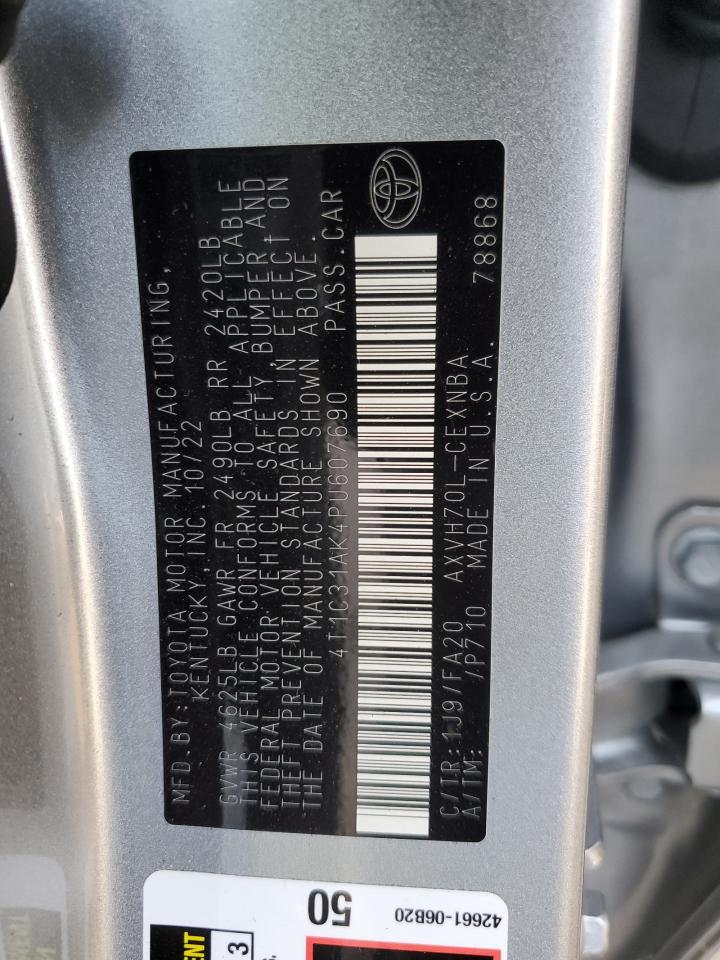 MFD.BY:TOYOTA MOTOR MANUFACTURING,
KENTUCKY, INC. 10/22
GVWR 4625LB GAWR FR 2490LB RR 2420LB
THIS VEHICLE CONFORMS TO ALL APPLICABLE
FEDERAL MOTOR VEHICLE SAFETY, BUMPER, AND
THEFT PREVENTION STANDARDS IN EFFECT ON
THE DATE OF MANUFACTURE SHOWN ABOVE.
4T1C31AK4PU607690 PASS.CAR
C/TR: 1J9/FA20 AXVH70L-CEXNBA
A/TM: /P710 MADE IN U.S.A. 78868
50
42661-06B20
3